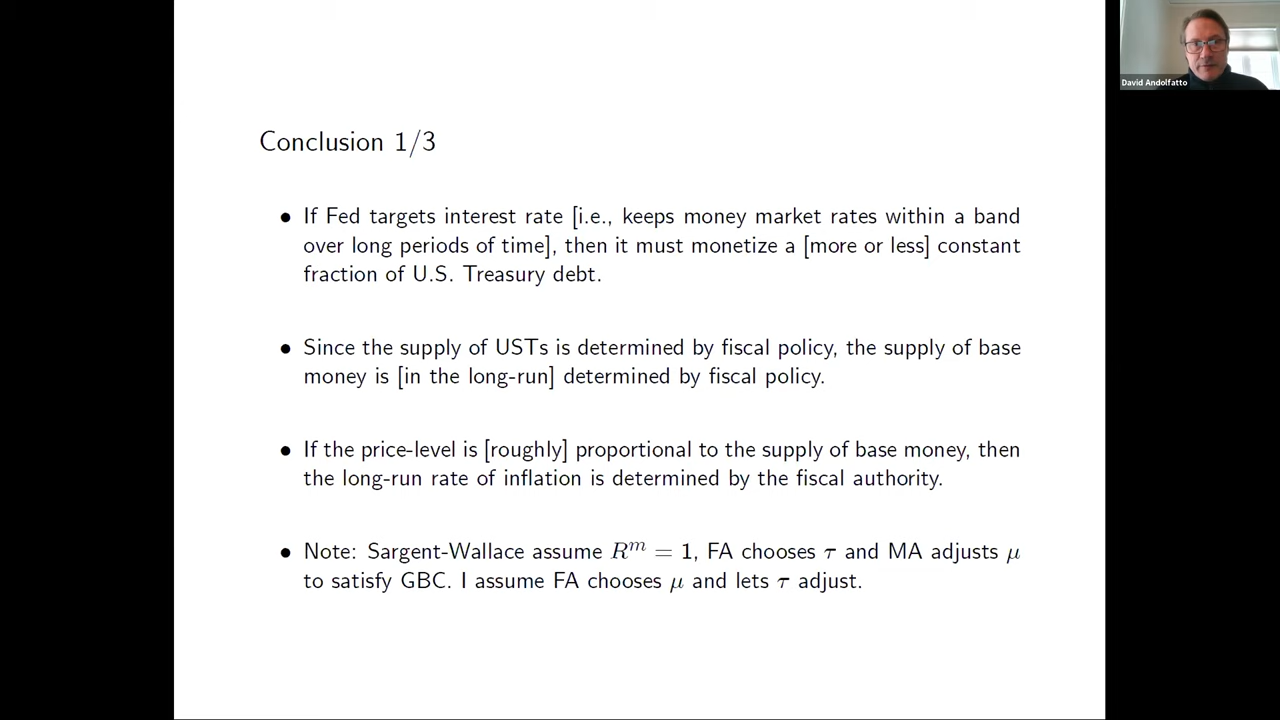 David Andolfatto
Conclusion 1/3
• If Fed targets interest rate [i.e., keeps money market rates within a band
over long periods of time], then it must monetize a [more or less] constant
fraction of U.S. Treasury debt.
• Since the supply of USTs is determined by fiscal policy, the supply of base
money is [in the long-run] determined by fiscal policy.
• If the price-level is [roughly] proportional to the supply of base money, then
the long-run rate of inflation is determined by the fiscal authority.
• Note: Sargent-Wallace assume Rᵐ = 1, FA chooses τ and MA adjusts μ
to satisfy GBC. I assume FA chooses μ and lets τ adjust.